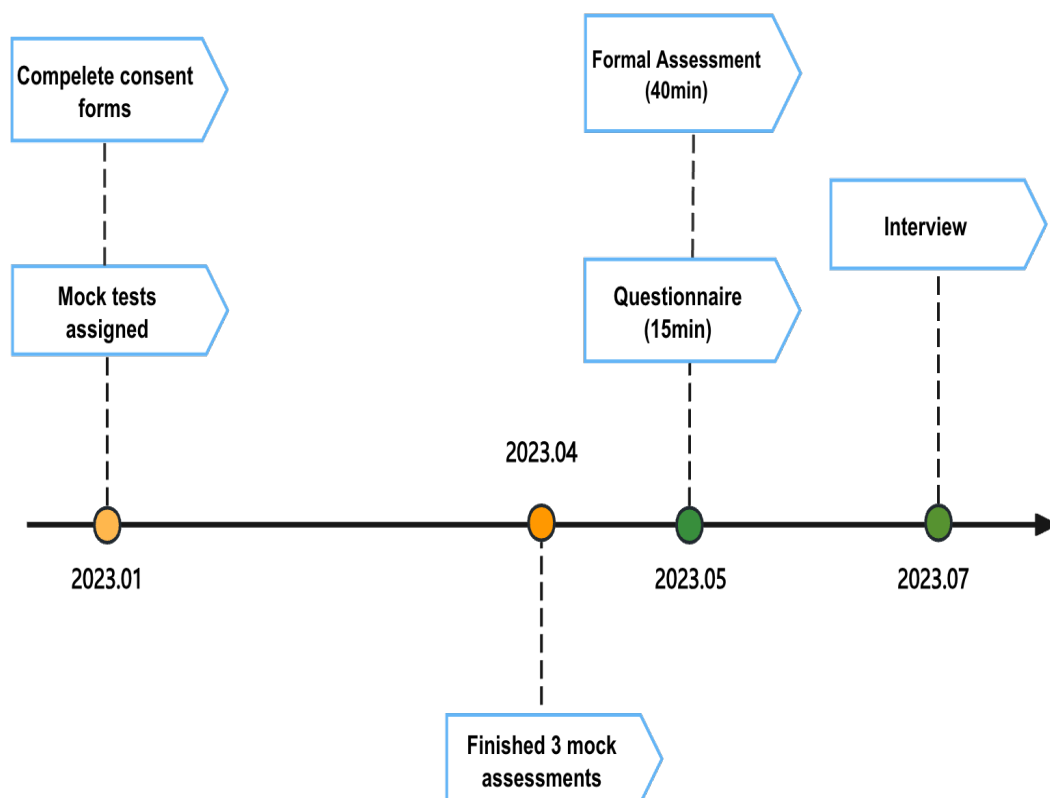 Compelete consent
forms
Mock tests
assigned
Formal Assessment
(40min)
Questionnaire
(15min)
Interview
2023.04
2023.01
2023.05
2023.07
Finished 3 mock
assessments